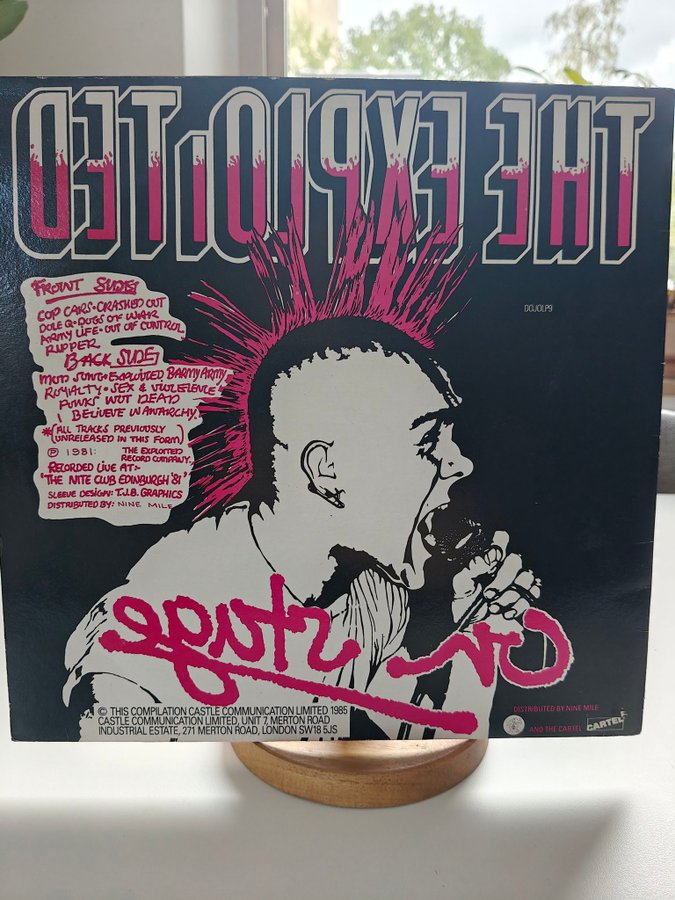 THE EXPLOITED
DOJOLP9
FRONT SIDE:
COP CARS·CRASHED OUT
DOLE Q·DOGS OF WAR
ARMY LIFE·OUT OF CONTROL
RIPPER
BACK SIDE:
MOD SONG·EXPLOITED BARMY ARMY
ROYALTY·SEX & VIOLELENCE
PUNKS NOT DEAD
I BELIEVE IN ANARCHY.
*(ALL TRACKS PREVIOUSLY
UNRELEASED IN THIS FORM)
℗ 1981: THE EXPLOITED
RECORD COMPANY.
RECORDED LIVE AT:-
'THE NITE CLUB EDINBURGH '81'
SLEEVE DESIGN: T.J.B. GRAPHICS
DISTRIBUTED BY: NINE MILE
On stage
© THIS COMPILATION CASTLE COMMUNICATION LIMITED 1985
CASTLE COMMUNICATION LIMITED, UNIT 7, MERTON ROAD
INDUSTRIAL ESTATE, 271 MERTON ROAD, LONDON SW18 5JS
DISTRIBUTED BY NINE MILE
AND THE CARTEL CARTEL